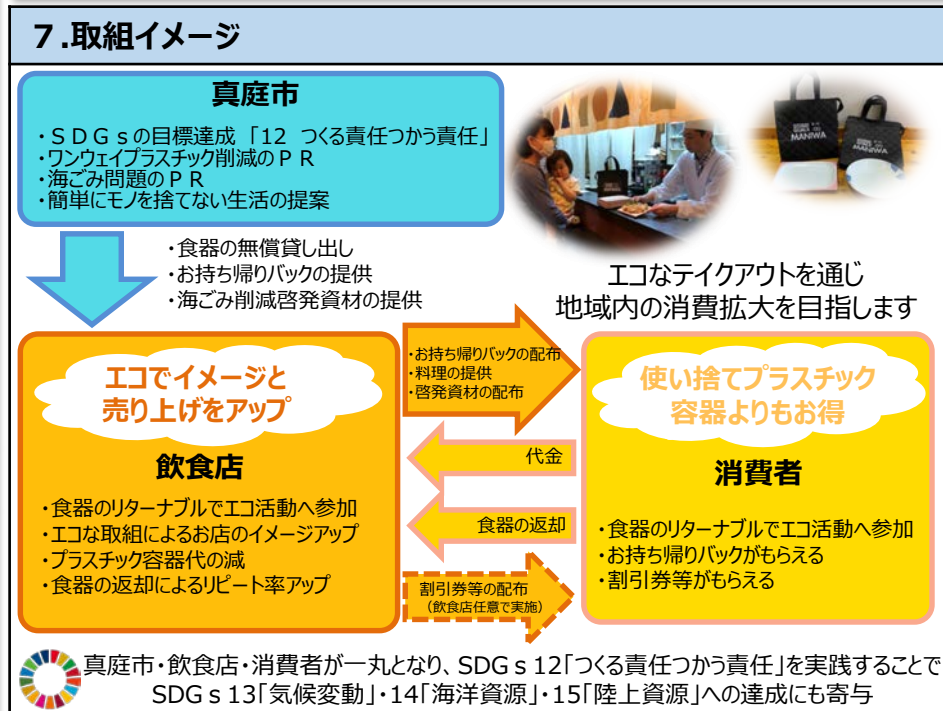 ７.取組イメージ
真庭市
・ＳＤＧｓの目標達成「12 つくる責任つかう責任」
・ワンウェイプラスチック削減のＰＲ
・海ごみ問題のＰＲ
・簡単にモノを捨てない生活の提案
・食器の無償貸し出し
・お持ち帰りバックの提供
・海ごみ削減啓発資材の提供
MANIWA
MANIWA
エコなテイクアウトを通じ
地域内の消費拡大を目指します
エコでイメージと
売り上げをアップ
飲食店
・食器のリターナブルでエコ活動へ参加
・エコな取組によるお店のイメージアップ
・プラスチック容器代の減
・食器の返却によるリピート率アップ
・お持ち帰りバックの配布
・料理の提供
・啓発資材の配布
代金
食器の返却
割引券等の配布
（飲食店任意で実施）
使い捨てプラスチック
容器よりもお得
消費者
・食器のリターナブルでエコ活動へ参加
・お持ち帰りバックがもらえる
・割引券等がもらえる
真庭市・飲食店・消費者が一丸となり、SDGｓ12「つくる責任つかう責任」を実践することで
SDGｓ13「気候変動」・14「海洋資源」・15「陸上資源」への達成にも寄与